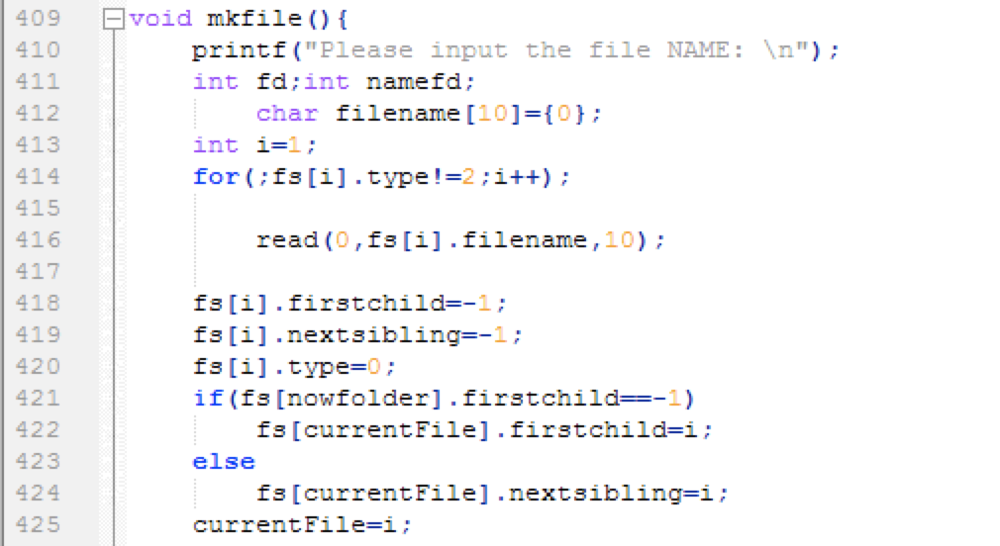 409 void mkfile(){
410 printf("Please input the file NAME: \n");
411 int fd;int namefd;
412 char filename[10]={0};
413 int i=1;
414 for(;fs[i].type!=2;i++);
415
416 read(0,fs[i].filename,10);
417
418 fs[i].firstchild=-1;
419 fs[i].nextsibling=-1;
420 fs[i].type=0;
421 if(fs[nowfolder].firstchild==-1)
422 fs[currentFile].firstchild=i;
423 else
424 fs[currentFile].nextsibling=i;
425 currentFile=i;